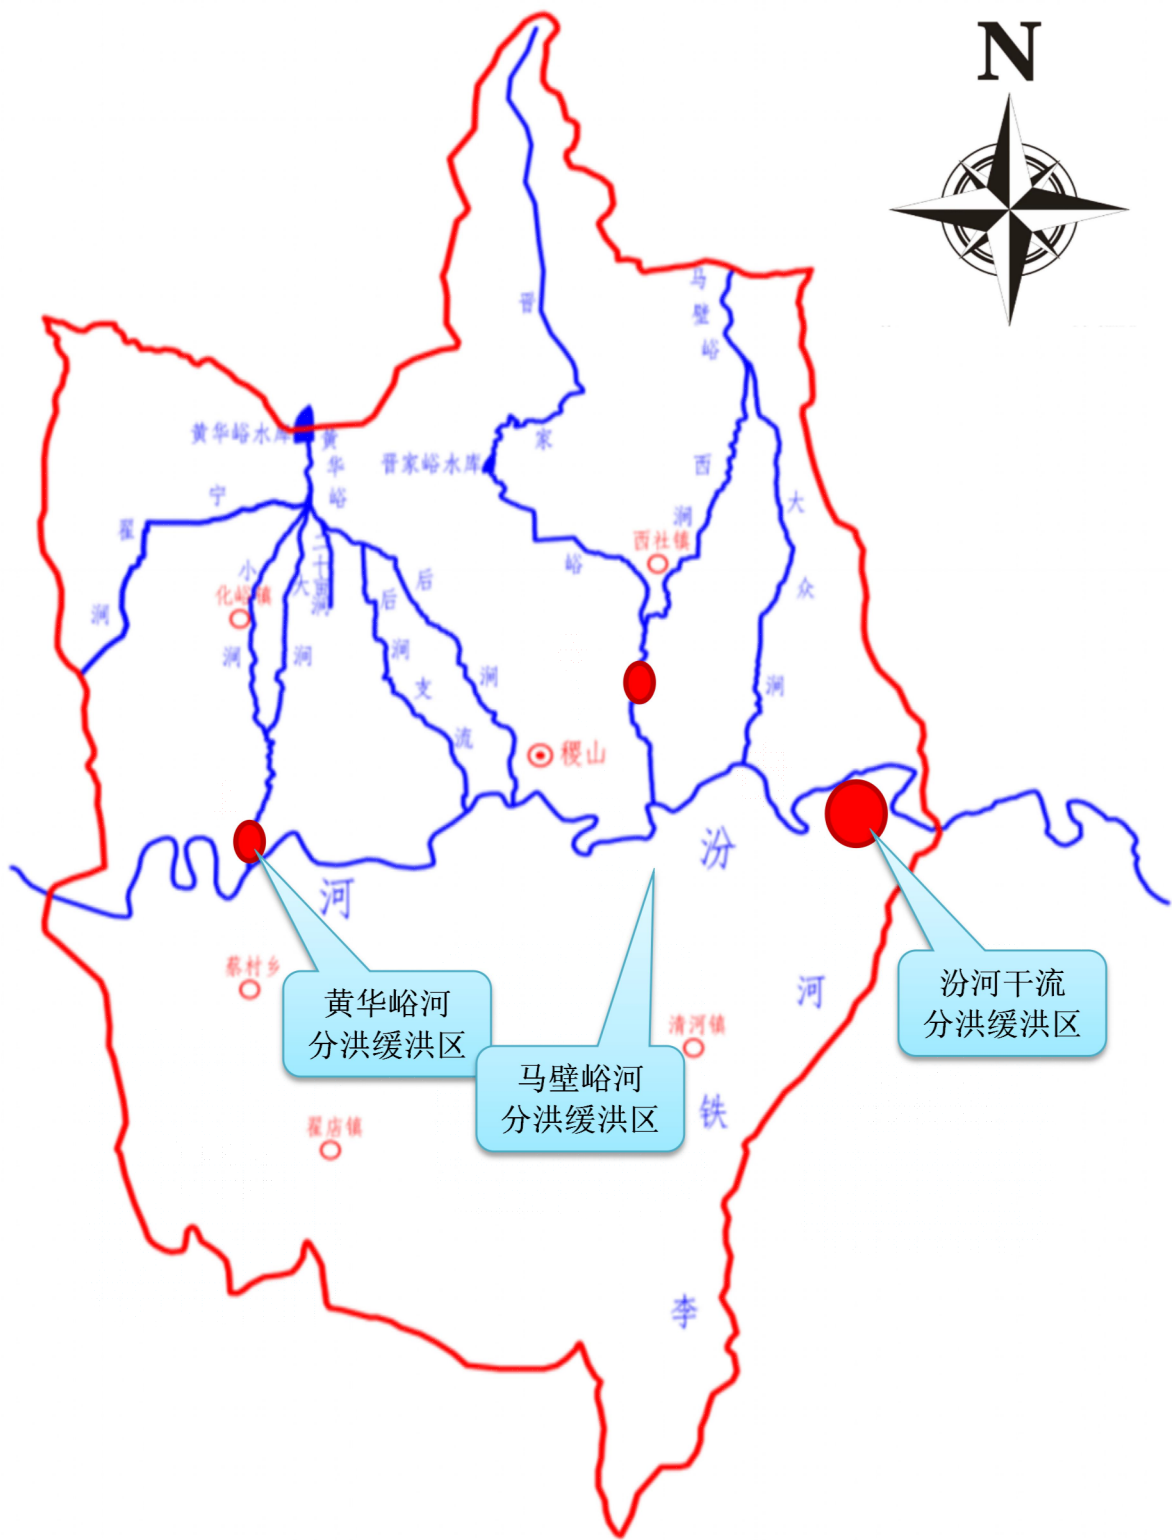 N
马
壁
峪
晋
黄华峪水库
黄
华
峪
家
晋家峪水库
西
涧
宁
翟
涧
大
众
涧
西社镇
峪
小
涧
化峪镇
大
涧
二
十
涧
后
涧
后
涧
支
流
稷山
汾
河
蔡村乡
黄华峪河
分洪缓洪区
汾河干流
分洪缓洪区
河
清河镇
马壁峪河
分洪缓洪区
铁
翟店镇
李